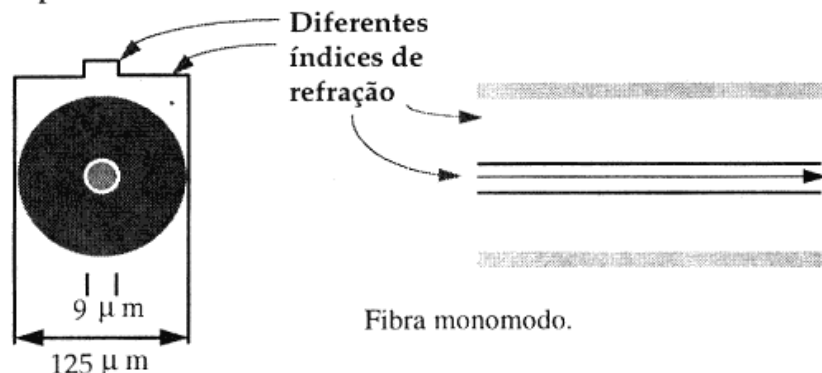 Diferentes
índices de
refração
9 μ m
125 μ m
Fibra monomodo.